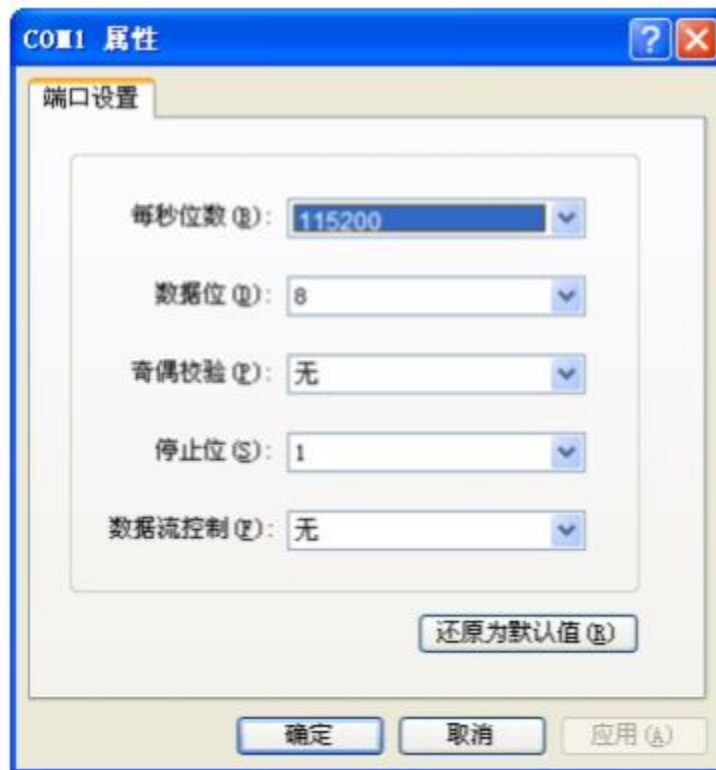 COM1 属性
端口设置
每秒位数(B): 115200
数据位(D): 8
奇偶校验(P): 无
停止位(S): 1
数据流控制(F): 无
还原为默认值(R)
确定 取消 应用(A)